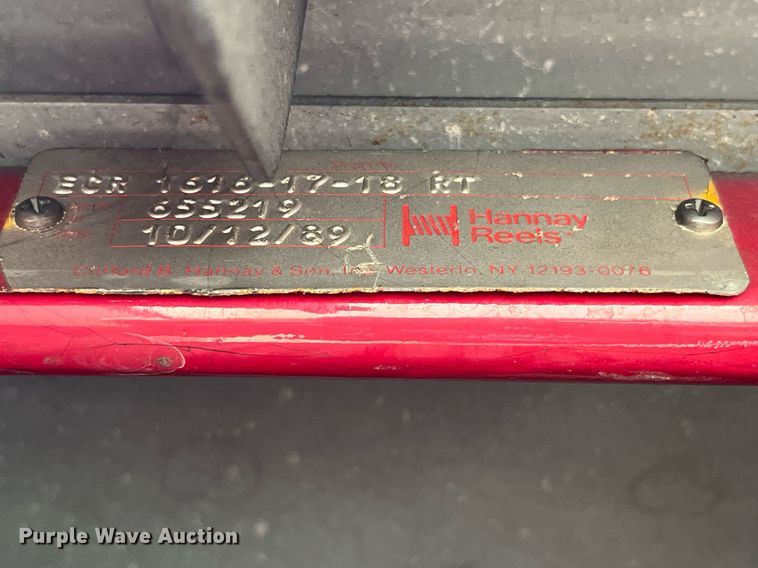 ECR 1616-17-18 RT
655219
10/12/89
Hannay
Reels
Clifford B. Hannay & Son, Inc. Westerlo, NY 12193-0076
Purple Wave Auction